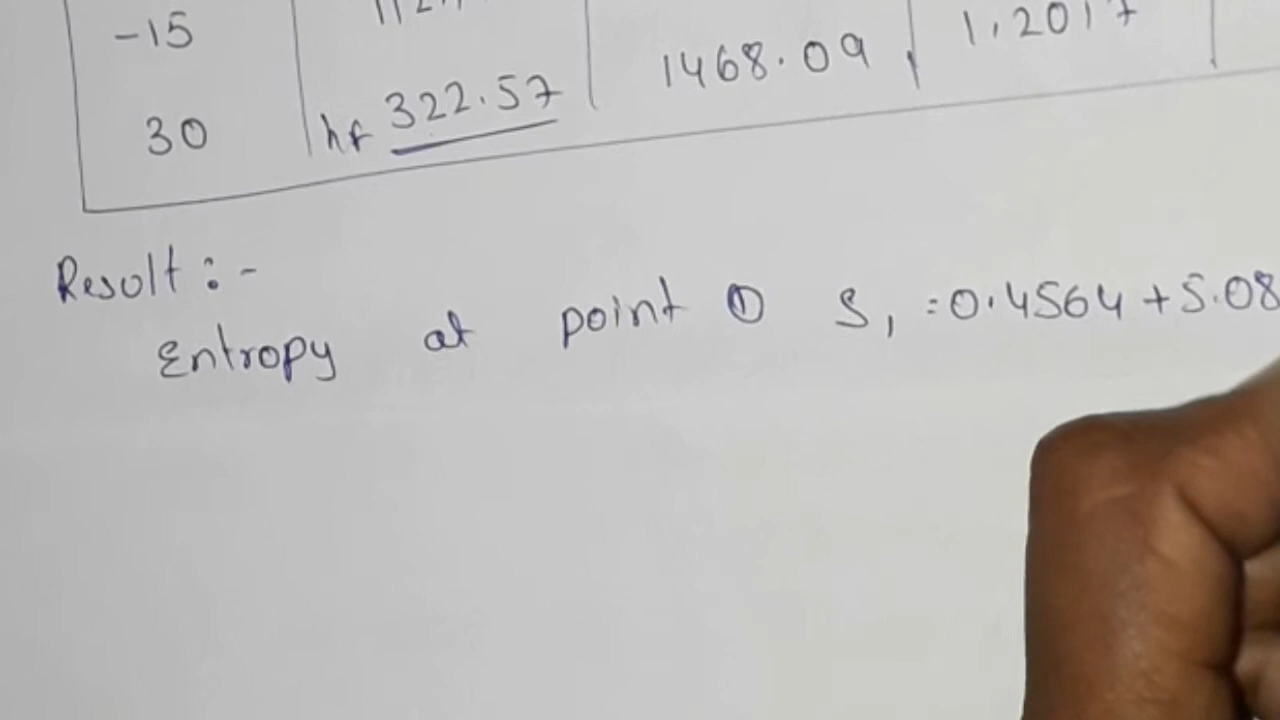 -15 1.2017
30 hf 322.57 1468.09
Result :-
Entropy at point ① S₁ = 0.4564 + 5.08